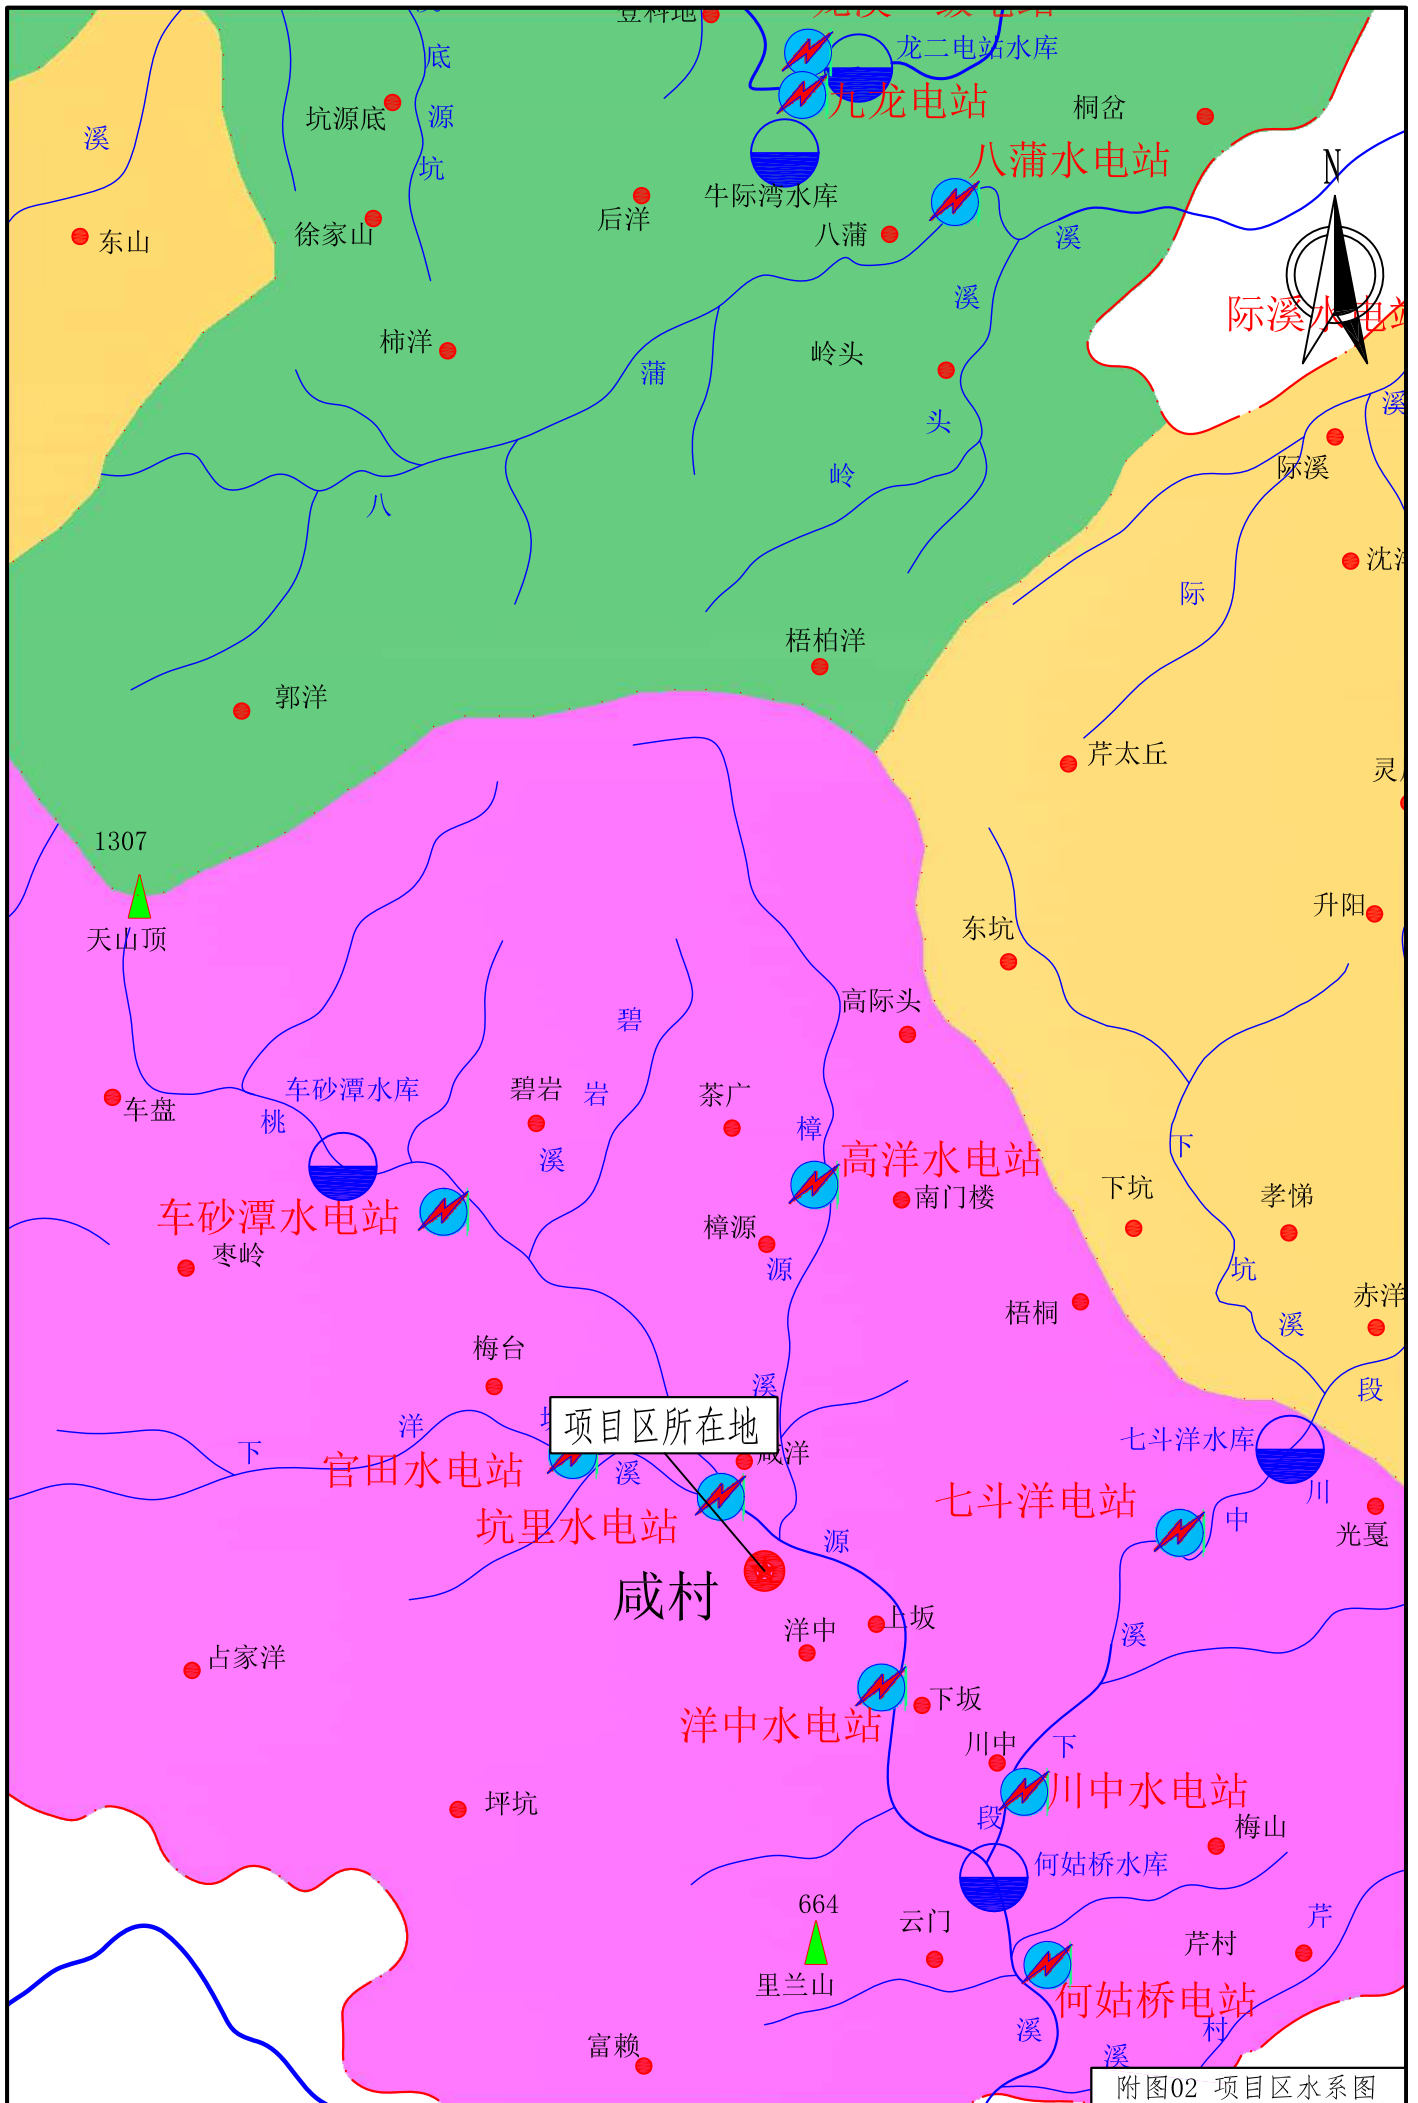 登科地
底
龙二电站水库
坑源底
源
九龙电站
桐岔
溪
坑
八蒲水电站
N
牛际湾水库
后洋
徐家山
东山
八蒲
溪
溪
际溪水电站
柿洋
岭头
蒲
溪
头
际溪
岭
八
沈洋
际
梧柏洋
郭洋
芹太丘
灵
1307
升阳
东坑
天山顶
高际头
碧
车砂潭水库
碧岩
岩
茶广
车盘
桃
樟
下
溪
高洋水电站
南门楼
下坑
孝悌
车砂潭水电站
樟源
枣岭
源
坑
赤洋
梧桐
溪
梅台
溪
段
洋
项目区所在地
下
七斗洋水库
咸洋
官田水电站
溪
川
七斗洋电站
中
坑里水电站
源
光戛
咸村
上坂
洋中
溪
占家洋
下坂
洋中水电站
川中
下
川中水电站
坪坑
段
梅山
何姑桥水库
664
云门
芹
芹村
里兰山
何姑桥电站
溪
村
富赖
溪
附图02 项目区水系图